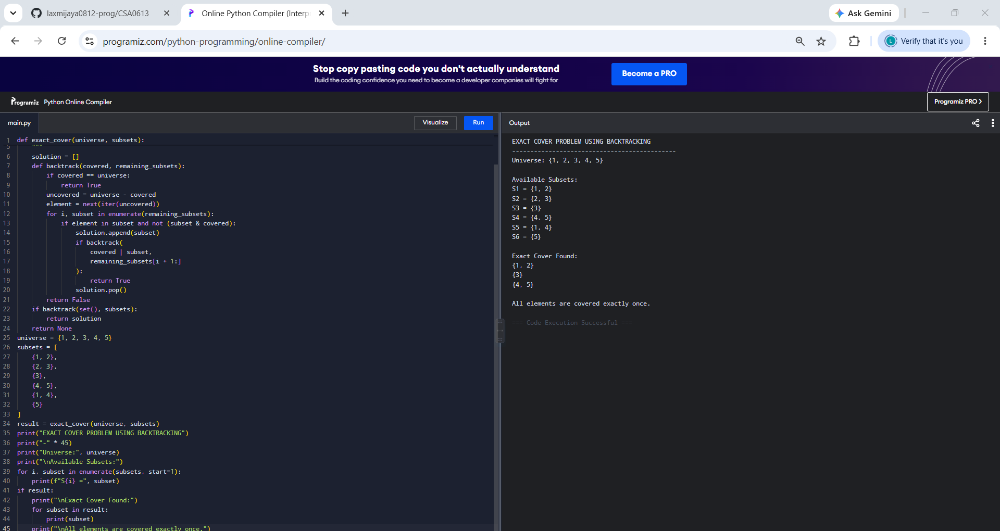 laxmijaya0812-prog/CSA0613
Online Python Compiler (Interp
Ask Gemini
programiz.com/python-programming/online-compiler/
L
Verify that it's you
Stop copy pasting code you don't actually understand
Build the coding confidence you need to become a developer companies will fight for
Become a PRO
Programiz
Python Online Compiler
Programiz PRO >
main.py
Visualize
Run
1 def exact_cover(universe, subsets):
5 """
6 solution = []
7 def backtrack(covered, remaining_subsets):
8 if covered == universe:
9 return True
10 uncovered = universe - covered
11 element = next(iter(uncovered))
12 for i, subset in enumerate(remaining_subsets):
13 if element in subset and not (subset & covered):
14 solution.append(subset)
15 if backtrack(
16 covered | subset,
17 remaining_subsets[i + 1:]
18 ):
19 return True
20 solution.pop()
21 return False
22 if backtrack(set(), subsets):
23 return solution
24 return None
25 universe = {1, 2, 3, 4, 5}
26 subsets = [
27 {1, 2},
28 {2, 3},
29 {3},
30 {4, 5},
31 {1, 4},
32 {5}
33 ]
34 result = exact_cover(universe, subsets)
35 print("EXACT COVER PROBLEM USING BACKTRACKING")
36 print("-" * 45)
37 print("Universe:", universe)
38 print("\nAvailable Subsets:")
39 for i, subset in enumerate(subsets, start=1):
40 print(f"S{i} =", subset)
41 if result:
42 print("\nExact Cover Found:")
43 for subset in result:
44 print(subset)
45 print("\nAll elements are covered exactly once.")
Output
EXACT COVER PROBLEM USING BACKTRACKING
---------------------------------------------
Universe: {1, 2, 3, 4, 5}
Available Subsets:
S1 = {1, 2}
S2 = {2, 3}
S3 = {3}
S4 = {4, 5}
S5 = {1, 4}
S6 = {5}
Exact Cover Found:
{1, 2}
{3}
{4, 5}
All elements are covered exactly once.
=== Code Execution Successful ===